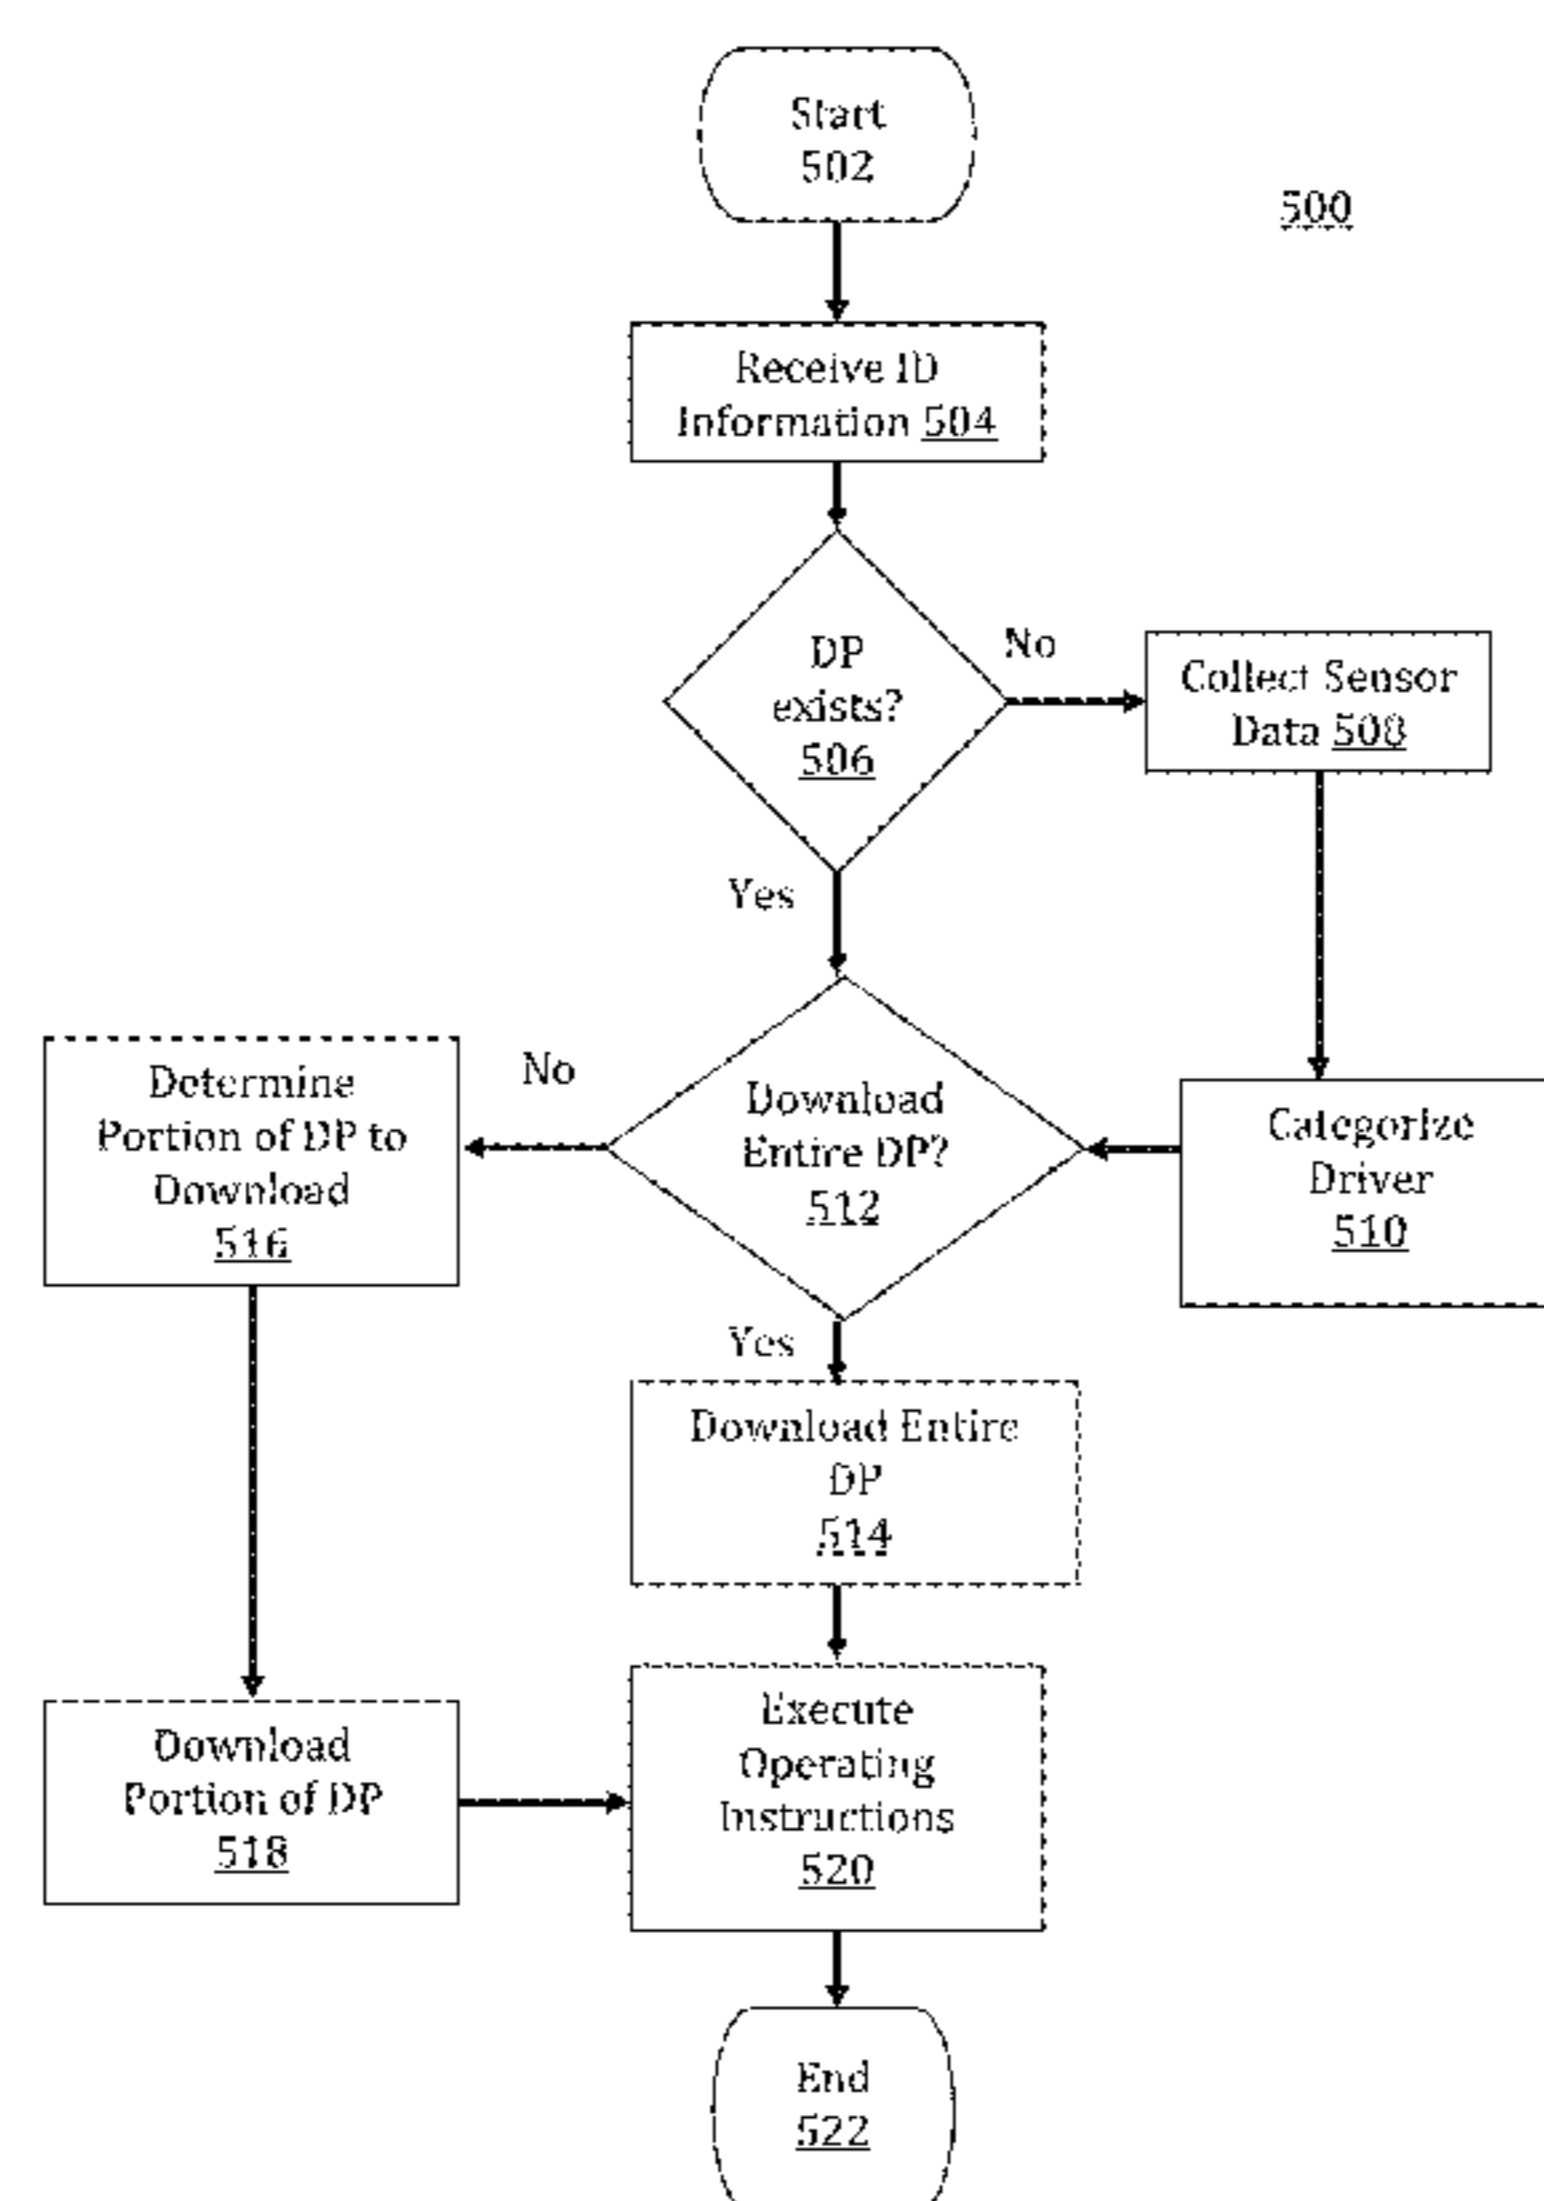 Start
502
500
Receive ID
Information 504
DP
exists?
506
No
Collect Sensor
Data 508
Yes
Determine
Portion of DP to
Download
516
No
Download
Entire DP?
512
Categorize
Driver
510
Yes
Download Entire
DP
514
Download
Portion of DP
518
Execute
Operating
Instructions
520
End
522